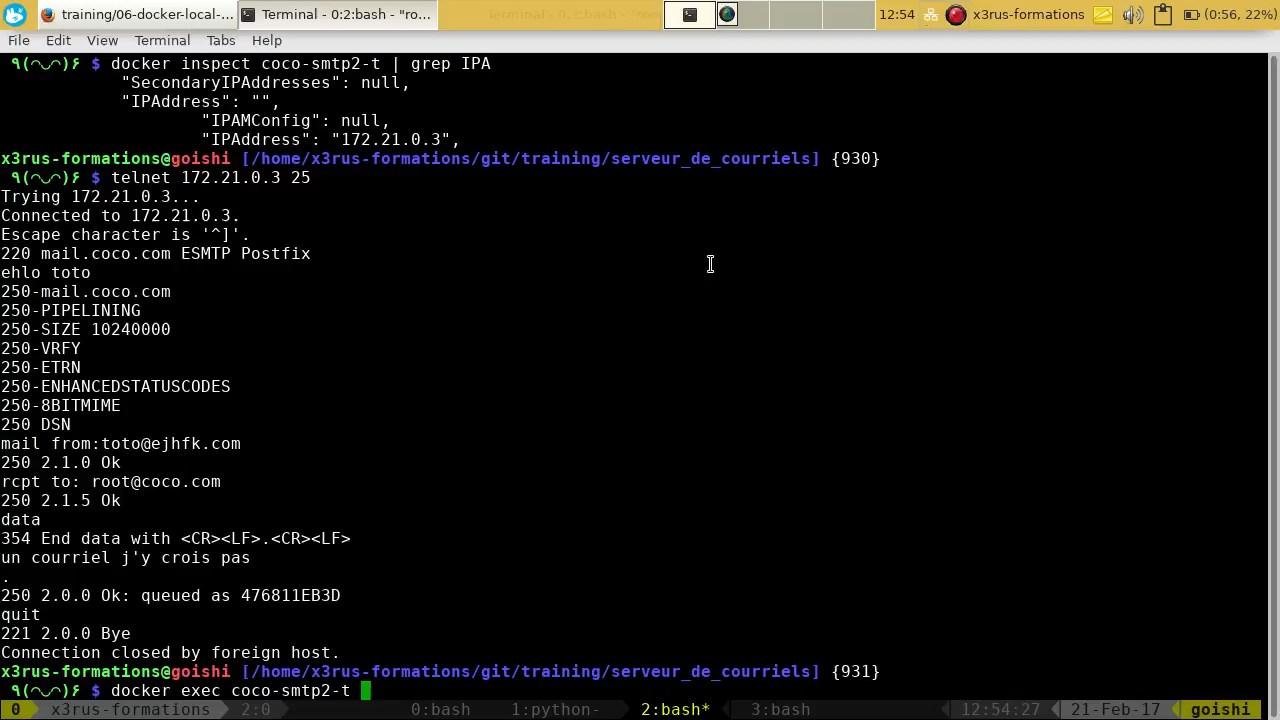 training/06-docker-local-... Terminal - 0:2:bash - "ro... 12:54 x3rus-formations (0:56, 22%)
File Edit View Terminal Tabs Help
٩(◠◡◠)۶ $ docker inspect coco-smtp2-t | grep IPA
"SecondaryIPAddresses": null,
"IPAddress": "",
"IPAMConfig": null,
"IPAddress": "172.21.0.3",
x3rus-formations@goishi [/home/x3rus-formations/git/training/serveur_de_courriels] {930}
٩(◠◡◠)۶ $ telnet 172.21.0.3 25
Trying 172.21.0.3...
Connected to 172.21.0.3.
Escape character is '^]'.
220 mail.coco.com ESMTP Postfix
ehlo toto
250-mail.coco.com
250-PIPELINING
250-SIZE 10240000
250-VRFY
250-ETRN
250-ENHANCEDSTATUSCODES
250-8BITMIME
250 DSN
mail from:toto@ejhfk.com
250 2.1.0 Ok
rcpt to: root@coco.com
250 2.1.5 Ok
data
354 End data with <CR><LF>.<CR><LF>
un courriel j'y crois pas
.
250 2.0.0 Ok: queued as 476811EB3D
quit
221 2.0.0 Bye
Connection closed by foreign host.
x3rus-formations@goishi [/home/x3rus-formations/git/training/serveur_de_courriels] {931}
٩(◠◡◠)۶ $ docker exec coco-smtp2-t
0 x3rus-formations 2:0 0:bash 1:python- 2:bash* 3:bash 12:54:27 21-Feb-17 goishi